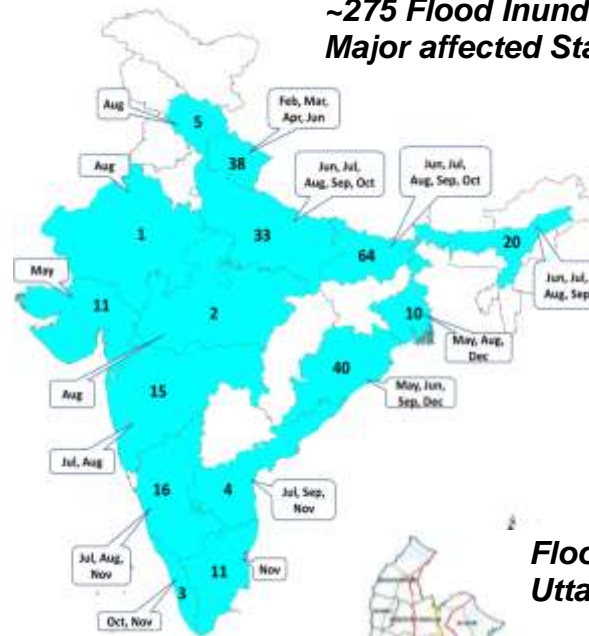 ~275 Flood Inund
Major affected Sta
Aug
5
Feb, Mar,
Apr, Jun
38
Aug
Jun, Jul,
Aug, Sep, Oct
Jun, Jul,
Aug, Sep, Oct
1
33
64
20
May
11
2
10
Jun, Jul,
Aug, Sep
May, Aug,
Dec
Aug
15
40
May, Jun,
Sep, Dec
Jul, Aug
16
4
Jul, Sep,
Nov
Jul, Aug,
Nov
11
Nov
3
Oct, Nov
Flood
Utta